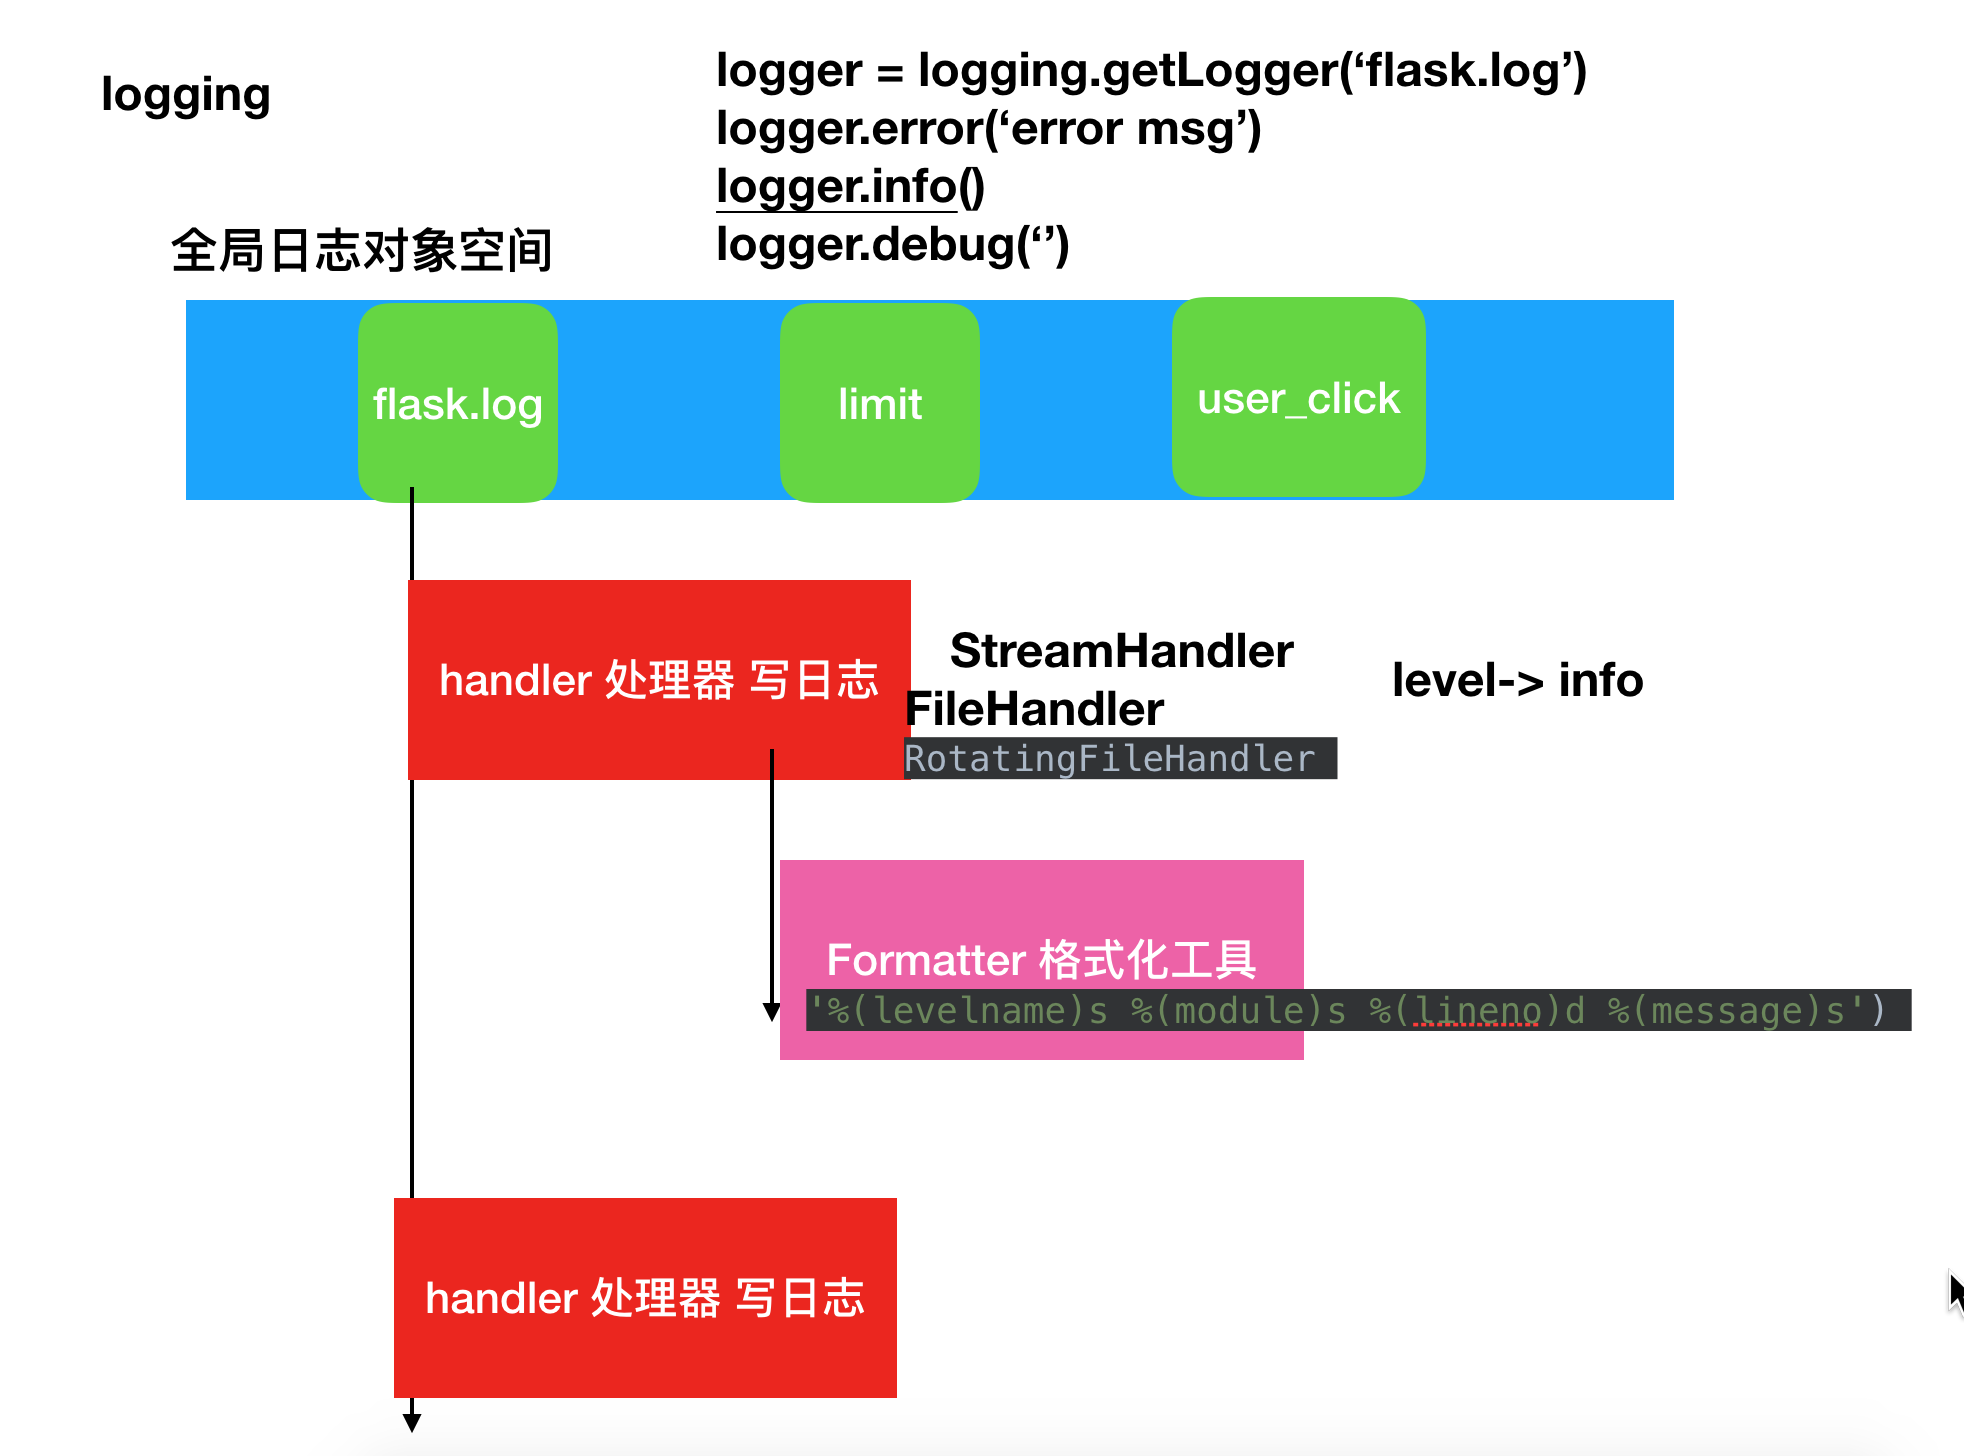 logging
logger = logging.getLogger(‘flask.log’)
logger.error(‘error msg’)
logger.info()
logger.debug(‘’)
全局日志对象空间
flask.log
limit
user_click
handler 处理器 写日志
StreamHandler
FileHandler
RotatingFileHandler
level-> info
Formatter 格式化工具
'%(levelname)s %(module)s %(lineno)d %(message)s')
handler 处理器 写日志